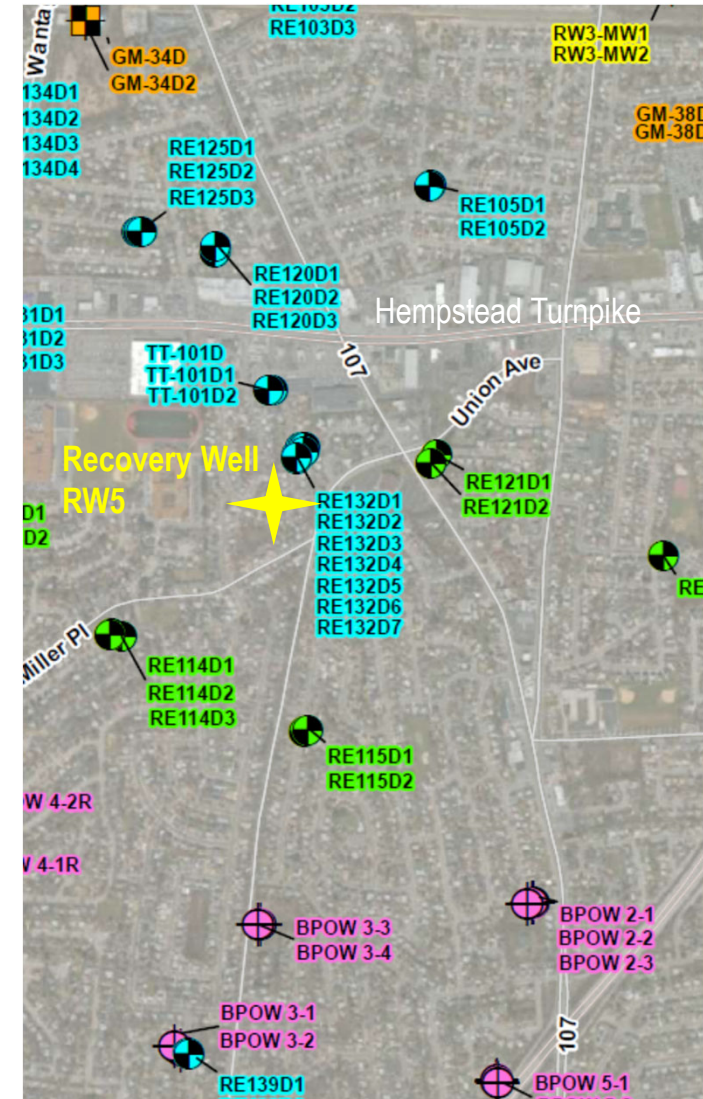 RE103D2
RE103D3
Wanta
RW3-MW1
RW3-MW2
GM-34D
GM-34D2
134D1
134D2
134D3
134D4
GM-38D
GM-38D
RE125D1
RE125D2
RE125D3
RE105D1
RE105D2
RE120D1
RE120D2
RE120D3
Hempstead Turnpike
31D1
31D2
31D3
107
TT-101D
TT-101D1
TT-101D2
Union Ave
Recovery Well
RW5
RE121D1
RE121D2
D1
D2
RE132D1
RE132D2
RE132D3
RE132D4
RE132D5
RE132D6
RE132D7
RE
Miller Pl
RE114D1
RE114D2
RE114D3
RE115D1
RE115D2
OW 4-2R
W 4-1R
BPOW 3-3
BPOW 3-4
BPOW 2-1
BPOW 2-2
BPOW 2-3
BPOW 3-1
BPOW 3-2
107
RE139D1
BPOW 5-1